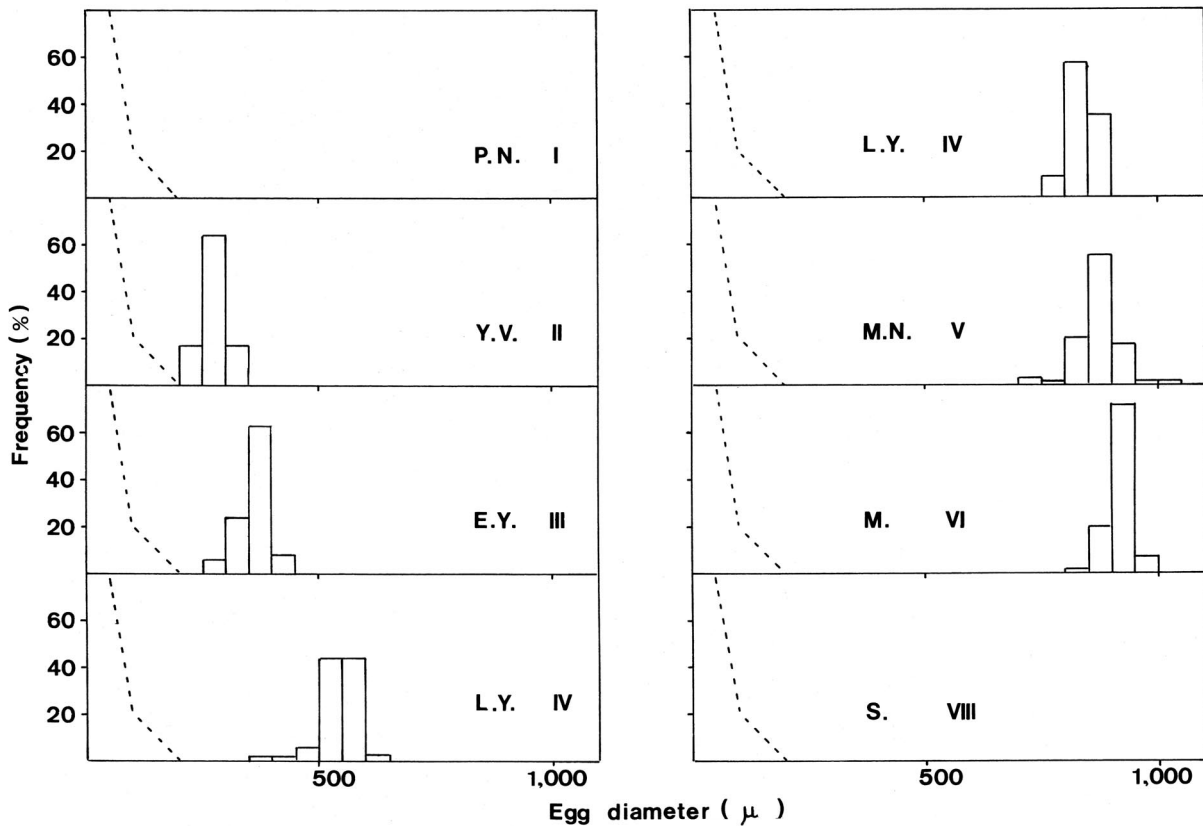 Frequency (%)
60
40
20
P.N. I
60
40
20
Y.V. II
60
40
20
E.Y. III
60
40
20
L.Y. IV
500
1,000
L.Y. IV
M.N. V
M. VI
S. VIII
500
1,000
Egg diameter ( μ )